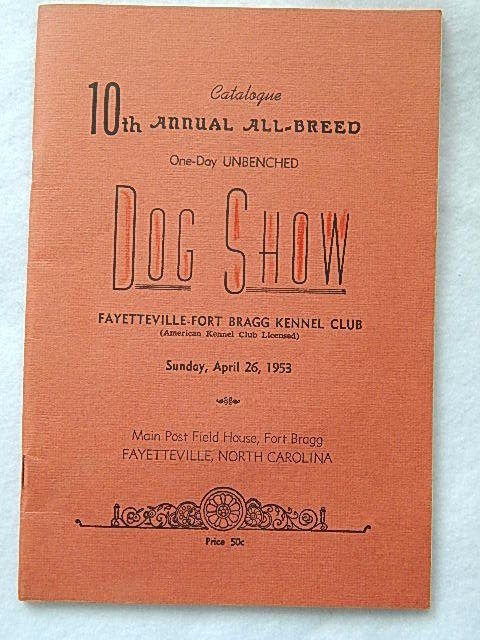 Catalogue
10th ANNUAL ALL-BREED
One-Day UNBENCHED
DOG SHOW
FAYETTEVILLE-FORT BRAGG KENNEL CLUB
(American Kennel Club Licensed)
Sunday, April 26, 1953
Main Post Field House, Fort Bragg
FAYETTEVILLE, NORTH CAROLINA
Price 50c